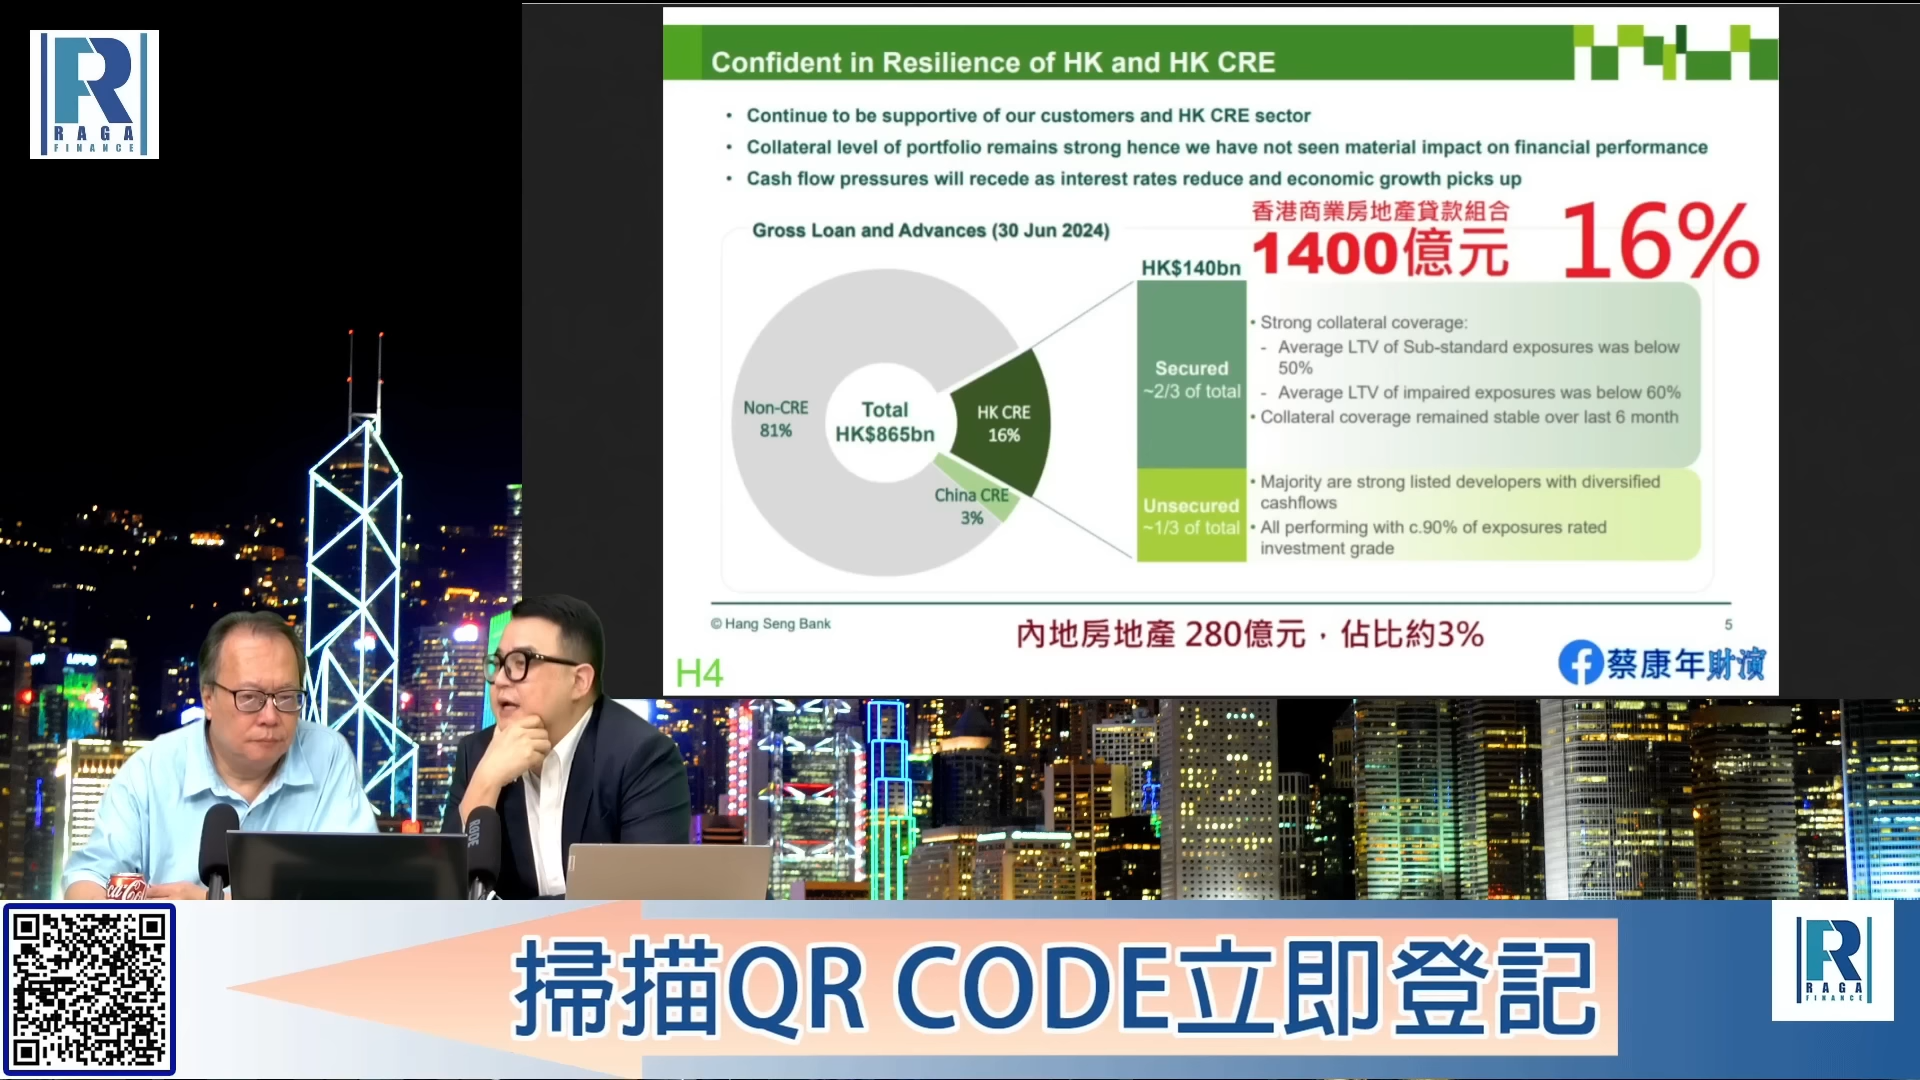 RAGA
FINANCE
Confident in Resilience of HK and HK CRE
• Continue to be supportive of our customers and HK CRE sector
• Collateral level of portfolio remains strong hence we have not seen material impact on financial performance
• Cash flow pressures will recede as interest rates reduce and economic growth picks up
香港商業房地產貸款組合
1400億元
16%
Gross Loan and Advances (30 Jun 2024)
HK$140bn
Non-CRE
81%
Total
HK$865bn
HK CRE
16%
China CRE
3%
Secured
~2/3 of total
• Strong collateral coverage:
- Average LTV of Sub-standard exposures was below
50%
- Average LTV of impaired exposures was below 60%
• Collateral coverage remained stable over last 6 month
Unsecured
~1/3 of total
• Majority are strong listed developers with diversified
cashflows
• All performing with c.90% of exposures rated
investment grade
© Hang Seng Bank
5
內地房地產 280億元，佔比約3%
H4
蔡康年財演
LIPPO
RODE
掃描QR CODE立即登記
RAGA
FINANCE